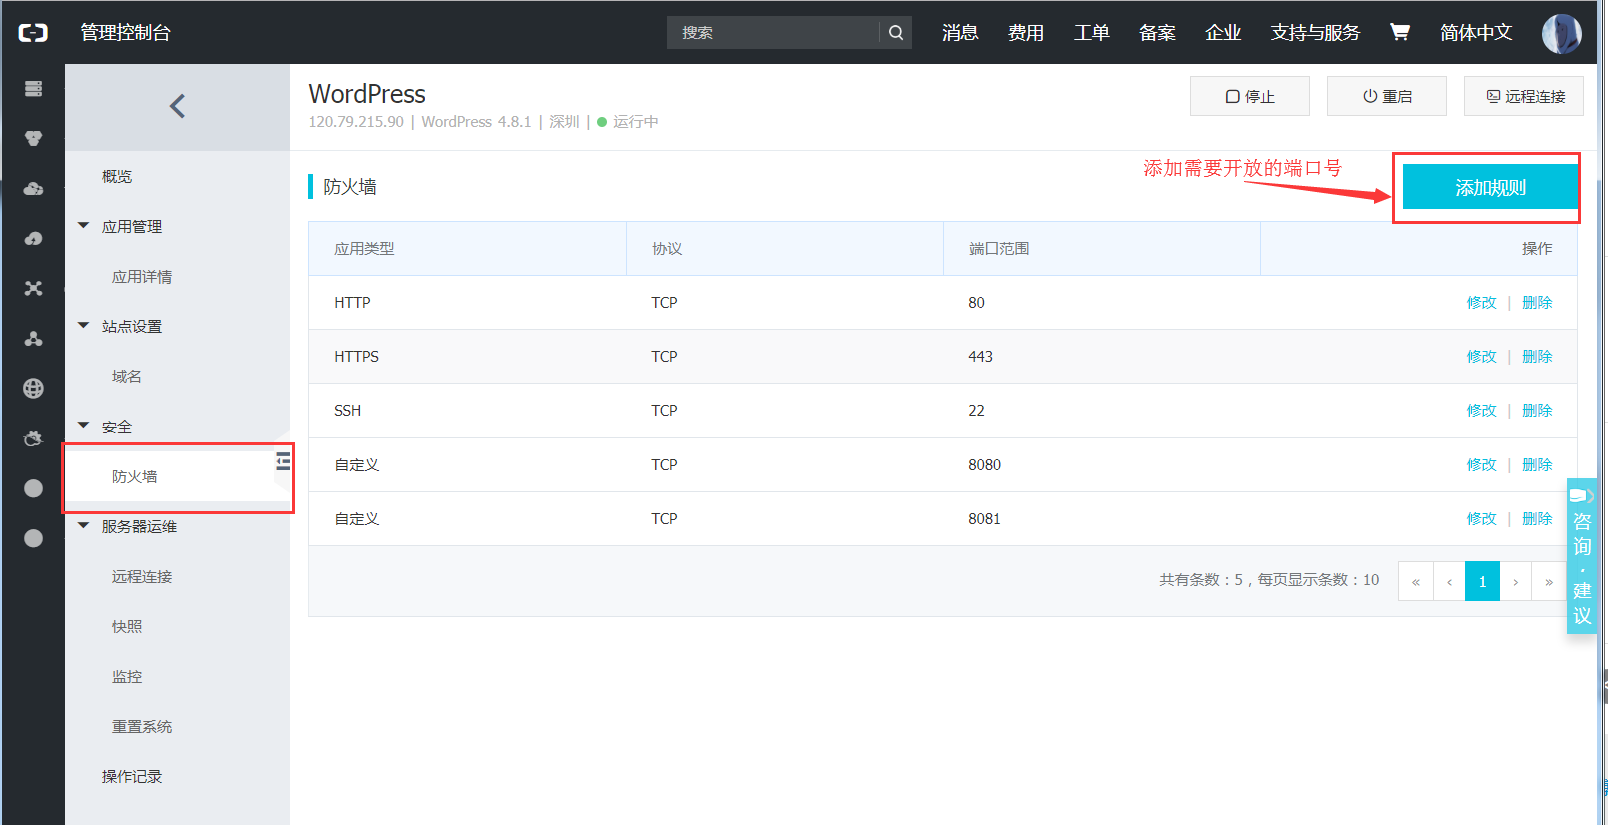 管理控制台
搜索
消息
费用
工单
备案
企业
支持与服务
简体中文
WordPress
120.79.215.90 | WordPress 4.8.1 | 深圳 | 运行中
停止
重启
远程连接
概览
应用管理
应用详情
站点设置
域名
安全
防火墙
服务器运维
远程连接
快照
监控
重置系统
操作记录
添加需要开放的端口号
防火墙
添加规则
应用类型 协议 端口范围 操作
HTTP TCP 80 修改 | 删除
HTTPS TCP 443 修改 | 删除
SSH TCP 22 修改 | 删除
自定义 TCP 8080 修改 | 删除
自定义 TCP 8081 修改 | 删除
共有条数：5，每页显示条数：10 « ‹ 1 › »
咨询·建议